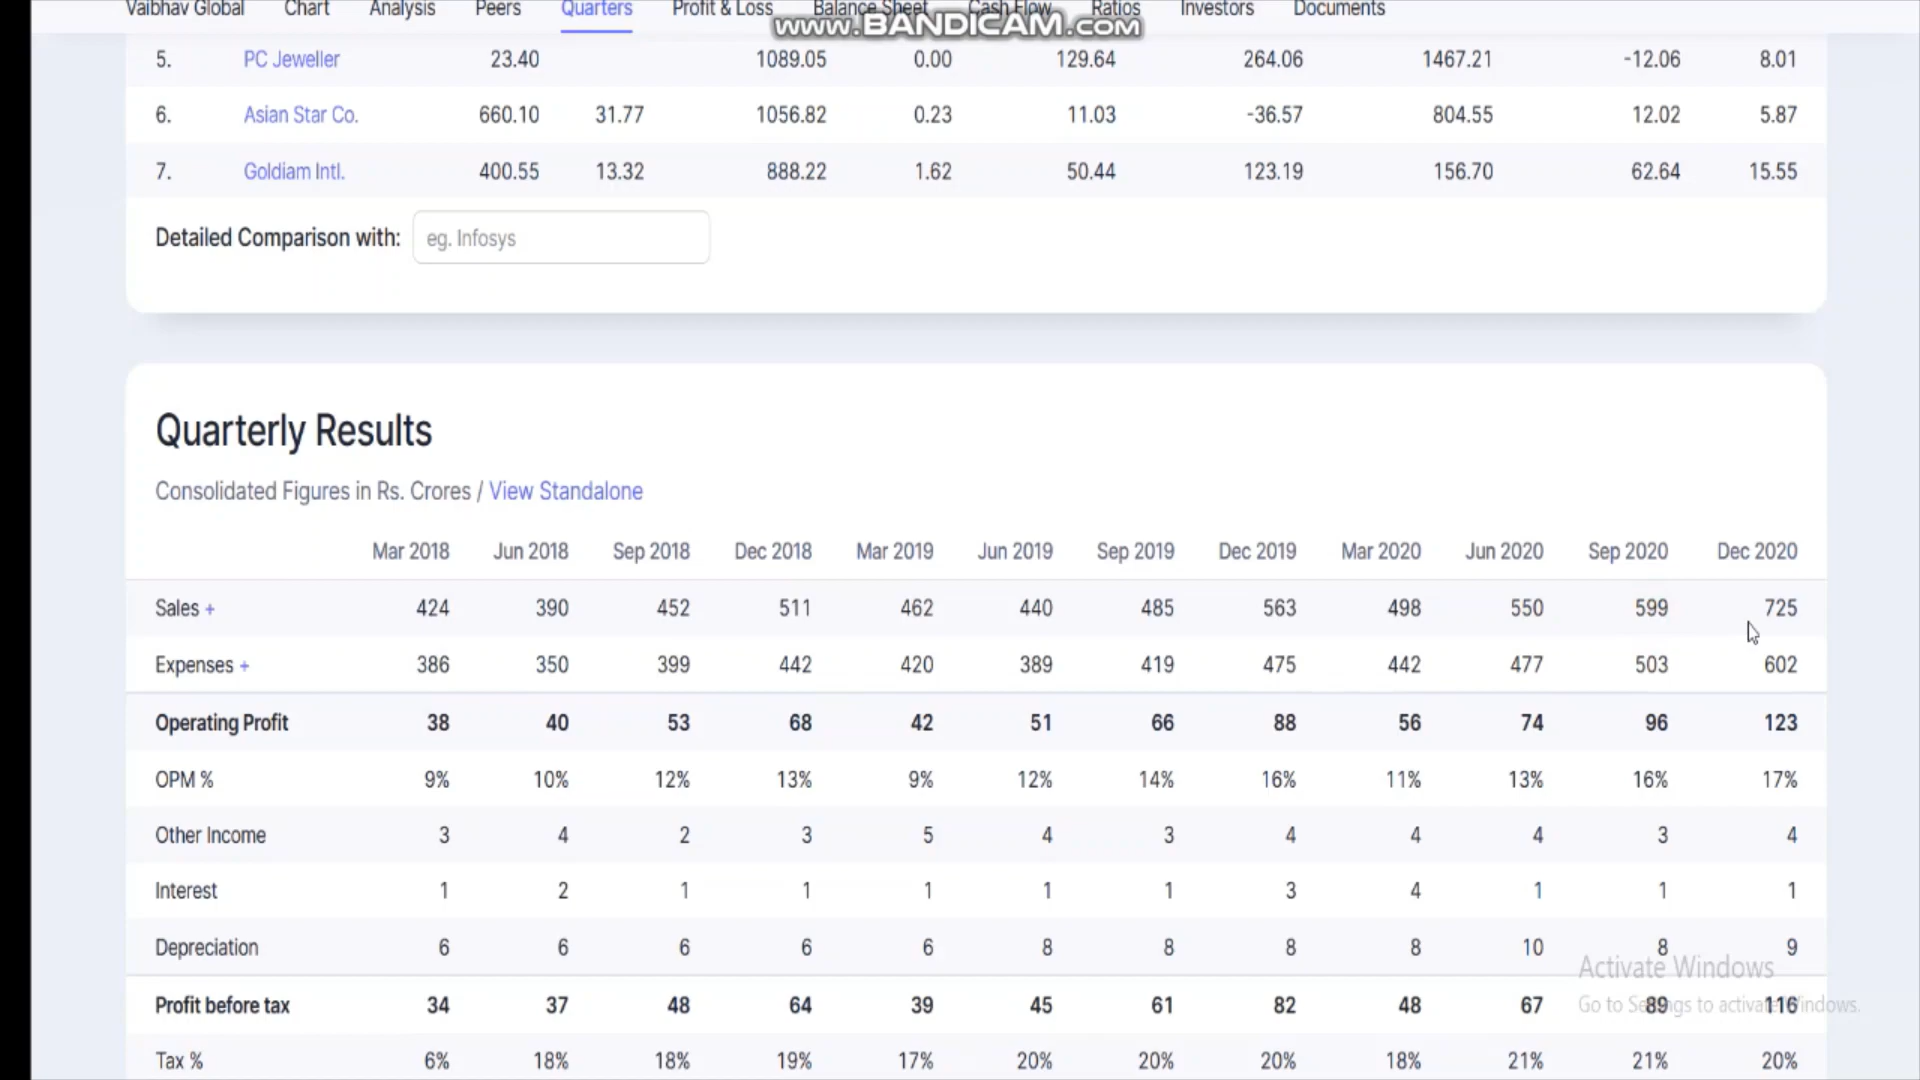 Vaibhav Global Chart Analysis Peers Quarters Profit & Loss Balance Sheet Cash Flow Ratios Investors Documents
www.BANDICAM.com
5. PC Jeweller 23.40 1089.05 0.00 129.64 264.06 1467.21 -12.06 8.01
6. Asian Star Co. 660.10 31.77 1056.82 0.23 11.03 -36.57 804.55 12.02 5.87
7. Goldiam Intl. 400.55 13.32 888.22 1.62 50.44 123.19 156.70 62.64 15.55
Detailed Comparison with: eg. Infosys
Quarterly Results
Consolidated Figures in Rs. Crores / View Standalone
Mar 2018 Jun 2018 Sep 2018 Dec 2018 Mar 2019 Jun 2019 Sep 2019 Dec 2019 Mar 2020 Jun 2020 Sep 2020 Dec 2020
Sales + 424 390 452 511 462 440 485 563 498 550 599 725
Expenses + 386 350 399 442 420 389 419 475 442 477 503 602
Operating Profit 38 40 53 68 42 51 66 88 56 74 96 123
OPM % 9% 10% 12% 13% 9% 12% 14% 16% 11% 13% 16% 17%
Other Income 3 4 2 3 5 4 3 4 4 4 3 4
Interest 1 2 1 1 1 1 1 3 4 1 1 1
Depreciation 6 6 6 6 6 8 8 8 8 10 8 9
Activate Windows
Profit before tax 34 37 48 64 39 45 61 82 48 67 89 116
Go to Settings to activate Windows.
Tax % 6% 18% 18% 19% 17% 20% 20% 20% 18% 21% 21% 20%